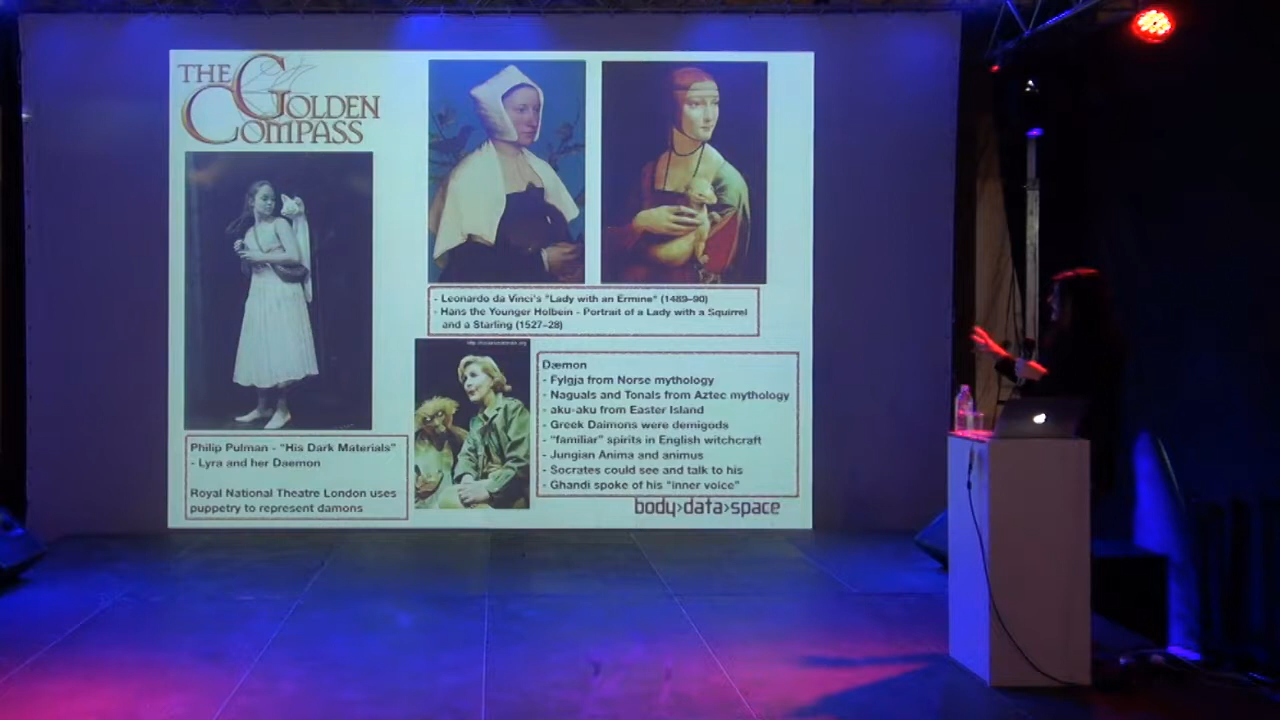 THE
GOLDEN
COMPASS
- Leonardo da Vinci's "Lady with an Ermine" (1489–90)
- Hans the Younger Holbein - Portrait of a Lady with a Squirrel
and a Starling (1527–28)
Dæmon
- Fylgja from Norse mythology
- Naguals and Tonals from Aztec mythology
- aku-aku from Easter Island
- Greek Daimons were demigods
- "familiar" spirits in English witchcraft
- Jungian Anima and animus
- Socrates could see and talk to his
- Ghandi spoke of his "inner voice"
Philip Pulman - "His Dark Materials"
- Lyra and her Daemon
Royal National Theatre London uses
puppetry to represent damons
body>data>space